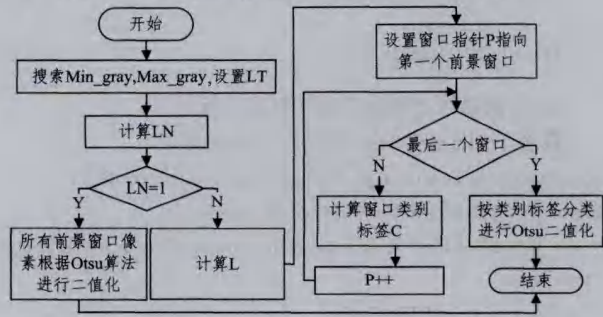 开始
搜索Min_gray,Max_gray,设置LT
计算LN
LN=1
Y
N
所有前景窗口像
素根据Otsu算法
进行二值化
计算L
设置窗口指针P指向
第一个前景窗口
最后一个窗口
N
Y
计算窗口类别
标签C
P++
按类别标签分类
进行Otsu二值化
结束